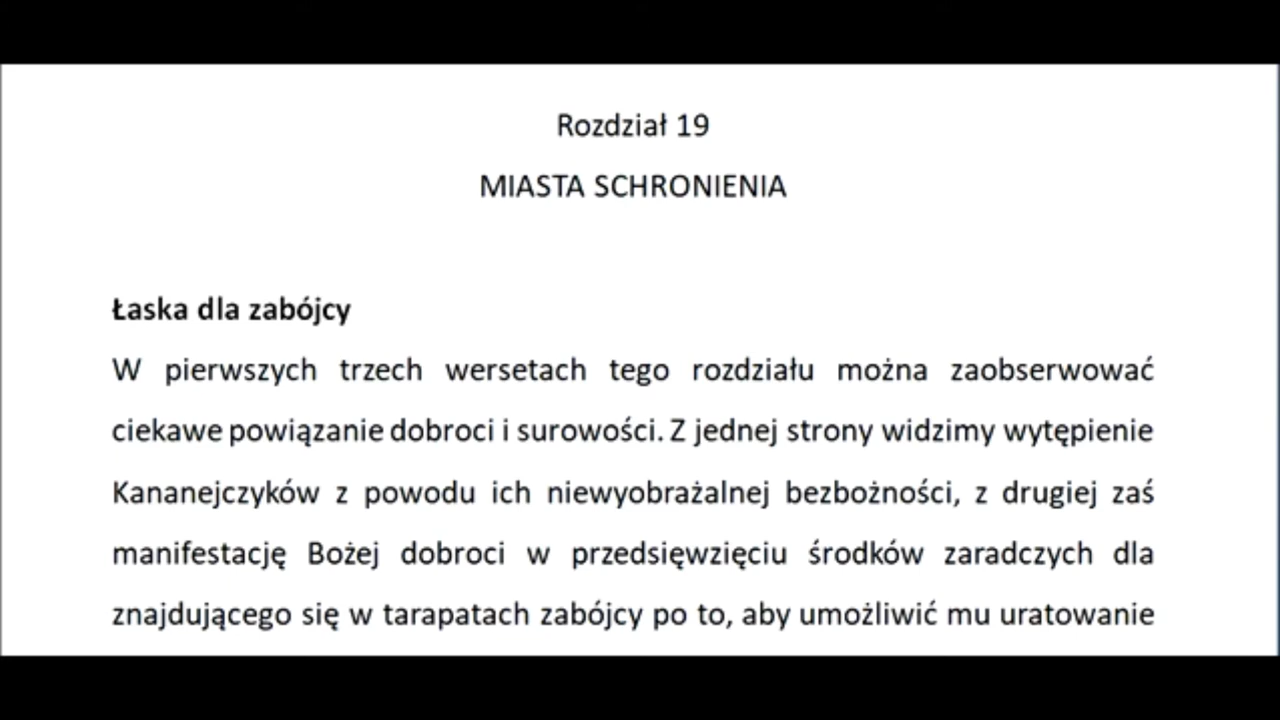 Rozdział 19
MIASTA SCHRONIENIA
Łaska dla zabójcy
W pierwszych trzech wersetach tego rozdziału można zaobserwować
ciekawe powiązanie dobroci i surowości. Z jednej strony widzimy wytępienie
Kananejczyków z powodu ich niewyobrażalnej bezbożności, z drugiej zaś
manifestację Bożej dobroci w przedsięwzięciu środków zaradczych dla
znajdującego się w tarapatach zabójcy po to, aby umożliwić mu uratowanie